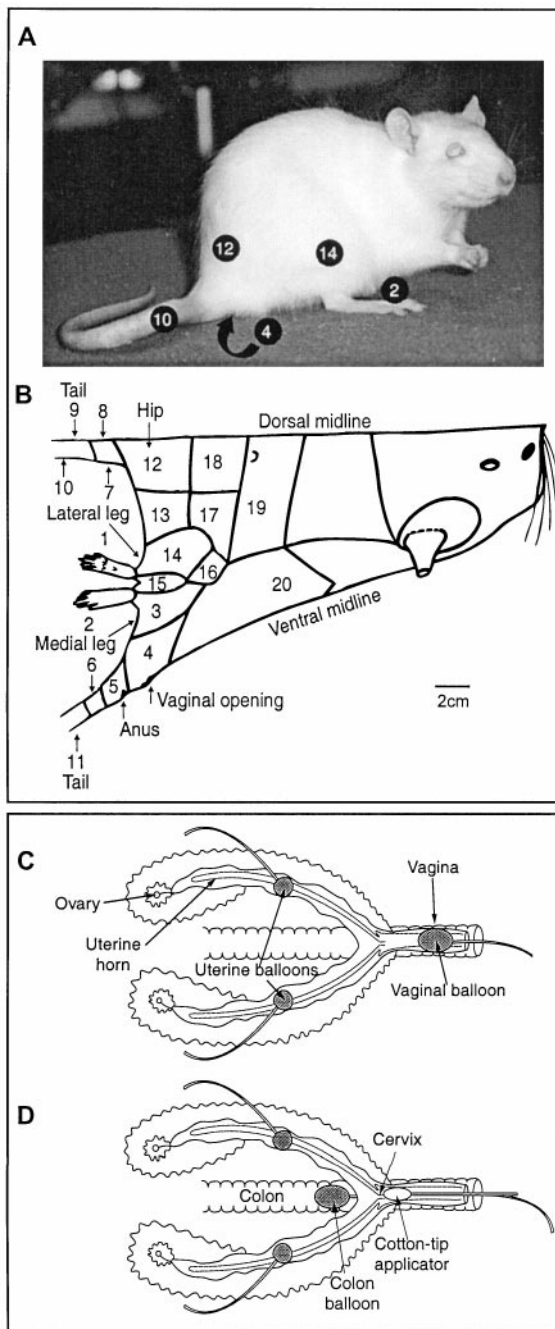 A
12
14
2
10
4
B
Tail
9
8
Hip
Dorsal midline
12
18
10
7
Lateral leg
13
17
19
1
14
16
15
20
3
2
Medial leg
Ventral midline
4
6
5
Vaginal opening
2cm
Anus
11
Tail
C
Vagina
Ovary
Uterine
horn
Uterine balloons
Vaginal balloon
D
Cervix
Colon
Cotton-tip
applicator
Colon
balloon